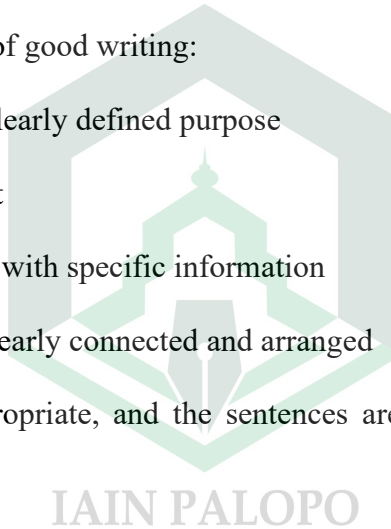 of good writing:
learly defined purpose
t
with specific information
early connected and arranged
ropriate, and the sentences are
IAIN PALOPO